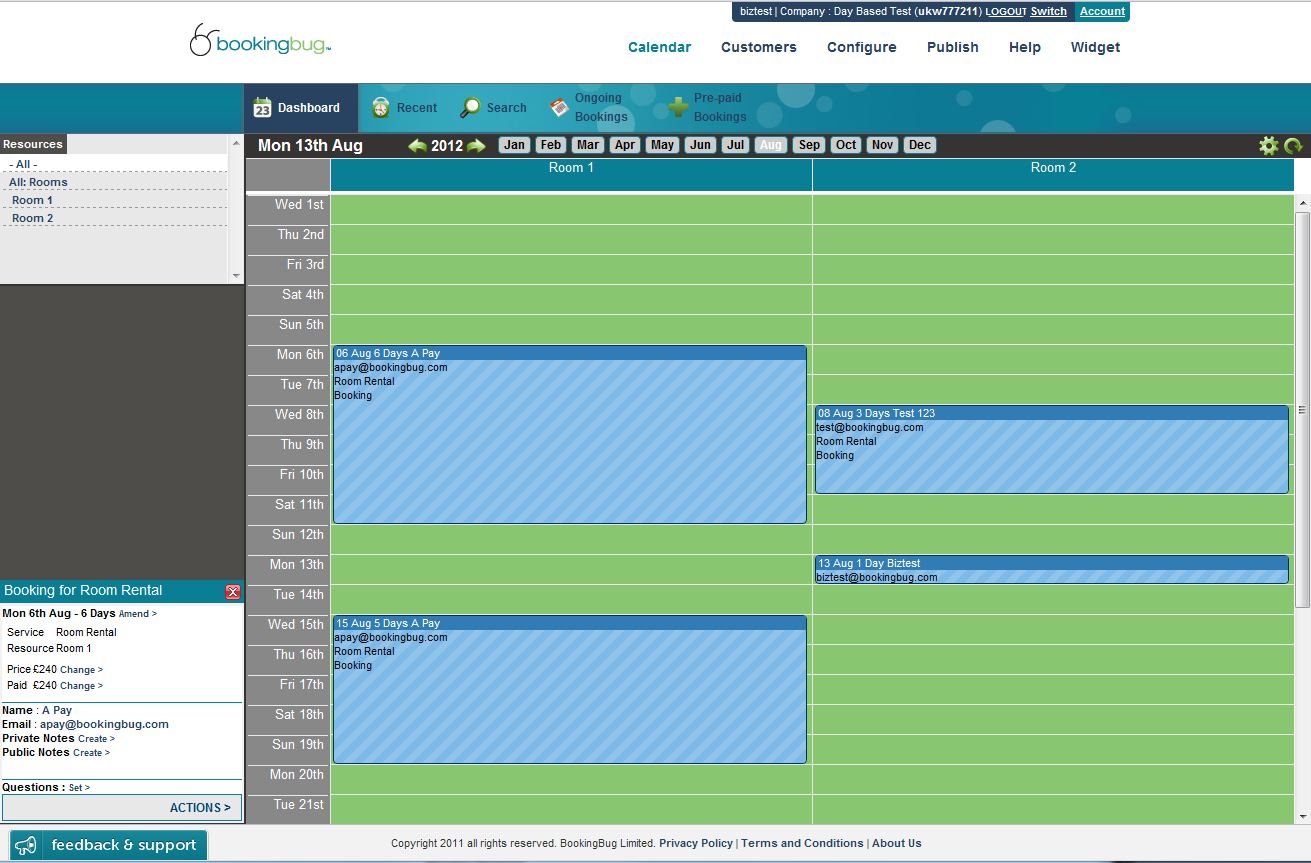 biztest | Company : Day Based Test (ukw777211) LOGOUT Switch Account
bookingbug™
Calendar Customers Configure Publish Help Widget
23 Dashboard Recent Search Ongoing Bookings Pre-paid Bookings
Resources
- All -
All: Rooms
Room 1
Room 2
Mon 13th Aug 2012 Jan Feb Mar Apr May Jun Jul Aug Sep Oct Nov Dec
Room 1 Room 2
Wed 1st
Thu 2nd
Fri 3rd
Sat 4th
Sun 5th
Mon 6th
Tue 7th
Wed 8th
Thu 9th
Fri 10th
Sat 11th
Sun 12th
Mon 13th
Tue 14th
Wed 15th
Thu 16th
Fri 17th
Sat 18th
Sun 19th
Mon 20th
Tue 21st
06 Aug 6 Days A Pay
apay@bookingbug.com
Room Rental
Booking
15 Aug 5 Days A Pay
apay@bookingbug.com
Room Rental
Booking
08 Aug 3 Days Test 123
test@bookingbug.com
Room Rental
Booking
13 Aug 1 Day Biztest
biztest@bookingbug.com
Booking for Room Rental
Mon 6th Aug - 6 Days Amend >
Service Room Rental
Resource Room 1
Price £240 Change >
Paid £240 Change >
Name : A Pay
Email : apay@bookingbug.com
Private Notes Create >
Public Notes Create >
Questions : Set >
ACTIONS >
feedback & support
Copyright 2011 all rights reserved. BookingBug Limited. Privacy Policy | Terms and Conditions | About Us